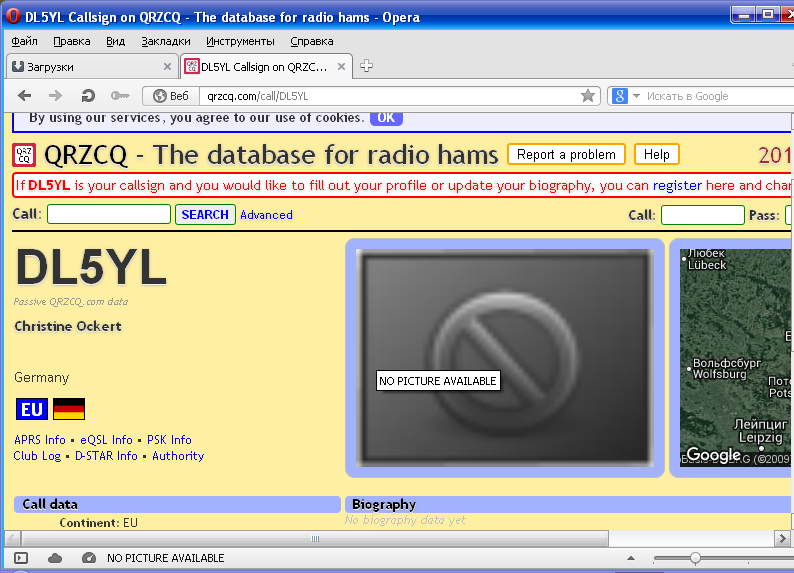 DL5YL Callsign on QRZCQ - The database for radio hams - Opera
Файл Правка Вид Закладки Инструменты Справка
Загрузки DL5YL Callsign on QRZC...
Веб qrzcq.com/call/DL5YL 8 Искать в Google
By using our services, you agree to our use of cookies. OK
QRZ CQ QRZCQ - The database for radio hams Report a problem Help 201
If DL5YL is your callsign and you would like to fill out your profile or update your biography, you can register here and chan
Call: SEARCH Advanced Call: Pass:
DL5YL
Passive QRZCQ.com data
Christine Ockert
Germany
EU
APRS Info • eQSL Info • PSK Info
Club Log • D-STAR Info • Authority
NO PICTURE AVAILABLE
Любек
Lübeck
Вольфсбург
Wolfsburg
Пот
Pots
Лейпциг
Leipzig
Google
(©2009)
Call data Biography
Continent: EU No biography data yet
NO PICTURE AVAILABLE